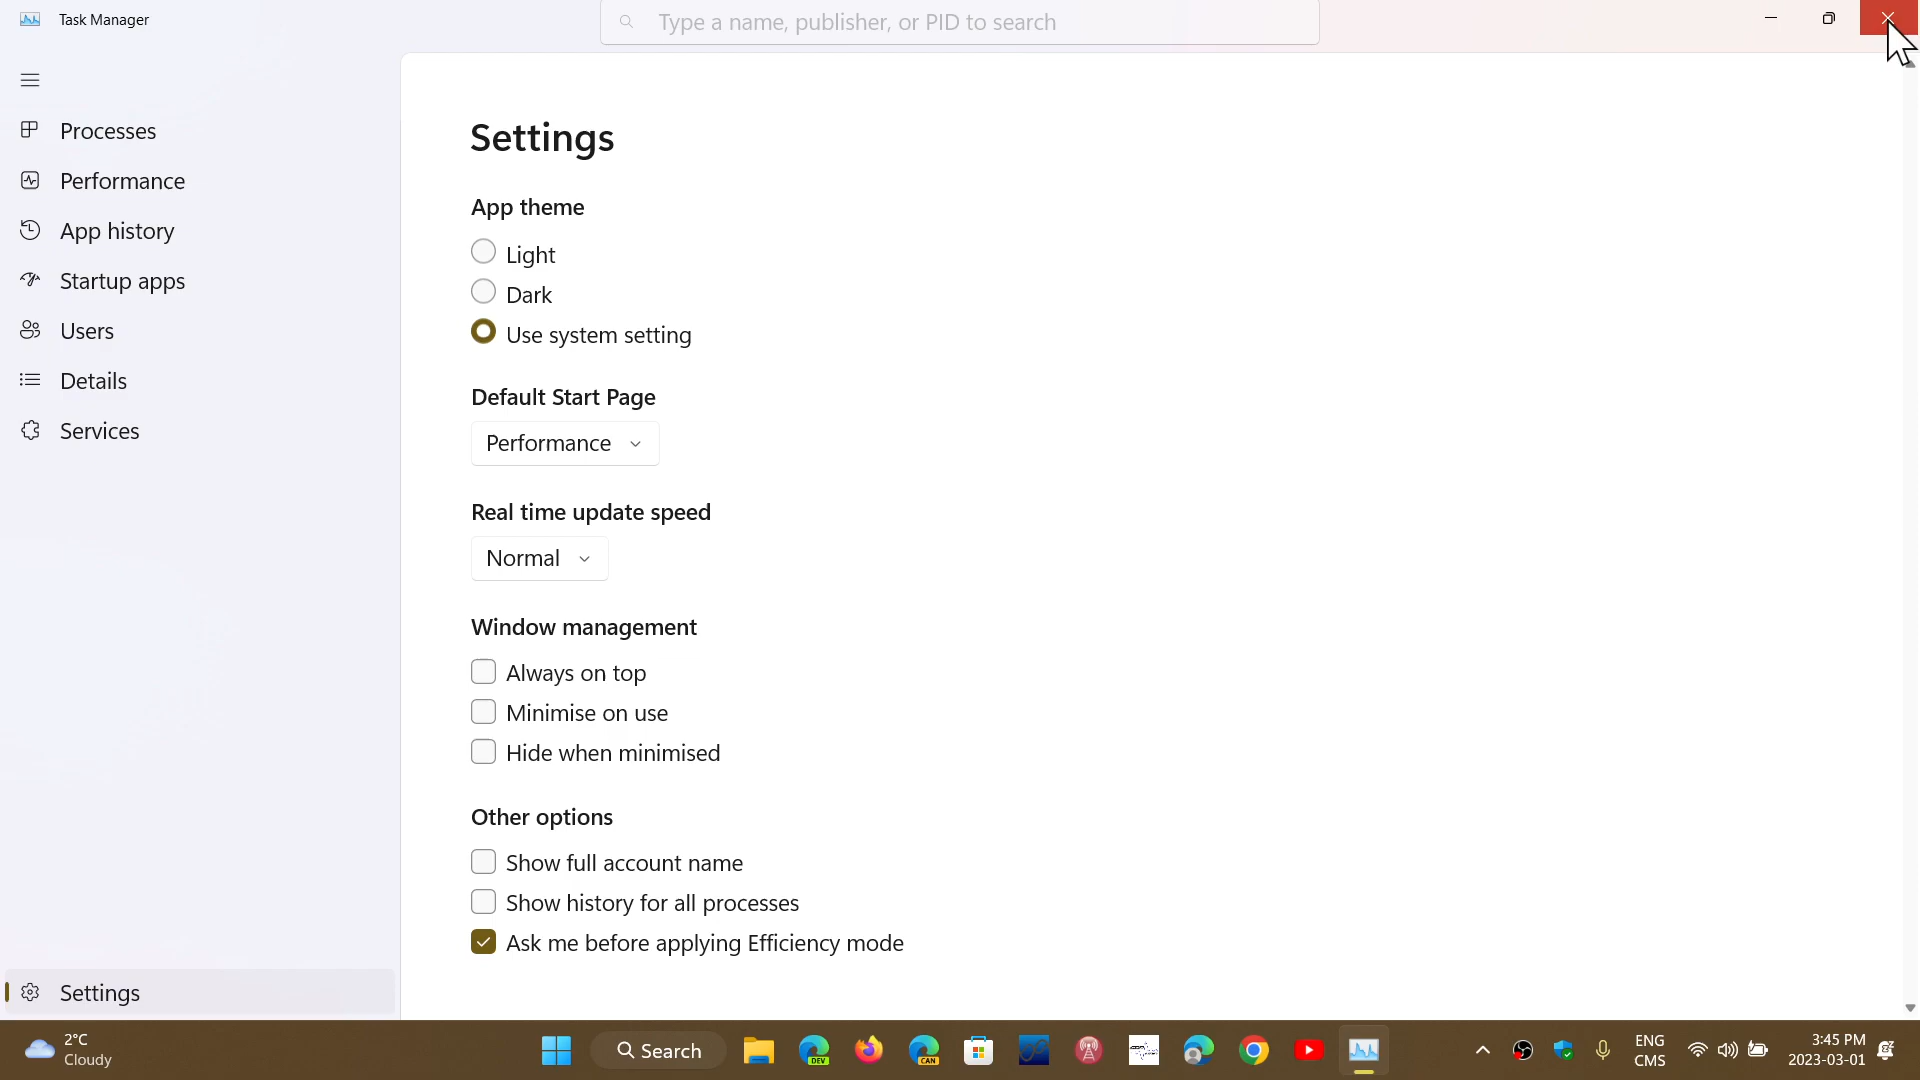 Task Manager
Type a name, publisher, or PID to search
Processes
Performance
App history
Startup apps
Users
Details
Services
Settings
Settings
App theme
Light
Dark
Use system setting
Default Start Page
Performance
Real time update speed
Normal
Window management
Always on top
Minimise on use
Hide when minimised
Other options
Show full account name
Show history for all processes
Ask me before applying Efficiency mode
2°C
Cloudy
Search
DEV
CAN
ENG
CMS
3:45 PM
2023-03-01